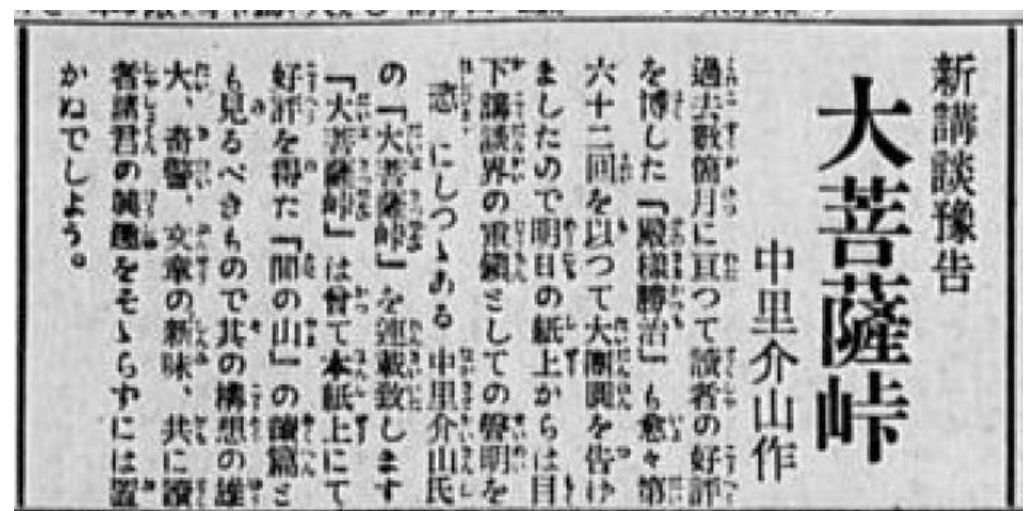 新講談豫告
大菩薩峠
中里介山作
過去數箇月に亘つて讀者の好評
を博した『殿樣勝治』も愈々第
六十二回を以つて大團圓を告け
ましたので明日の紙上からは目
下講談界の重鎭としての聲明を
恣にしつゝある中里介山氏
の『大菩薩峠』を連載致します
『大菩薩峠』は曾て本紙上にて
好評を得た『間の山』の續篇と
も見るべきもので其の構想の雄
大、奇警、文章の新味、共に讀
者諸君の興趣をそゝらずには置
かねでしよう。